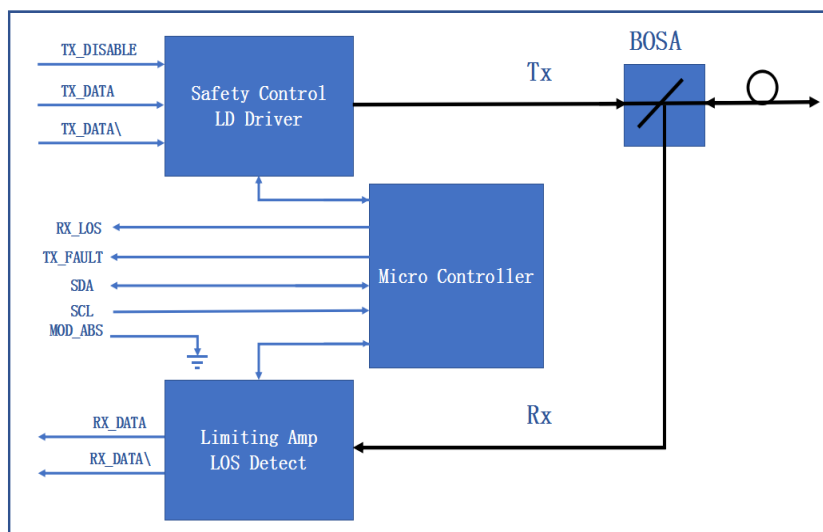 BOSA
TX_DISABLE
Tx
TX_DATA
Safety Control
LD Driver
TX_DATA\
RX_LOS
TX_FAULT
Micro Controller
SDA
SCL
MOD_ABS
Rx
RX_DATA
Limiting Amp
LOS Detect
RX_DATA\